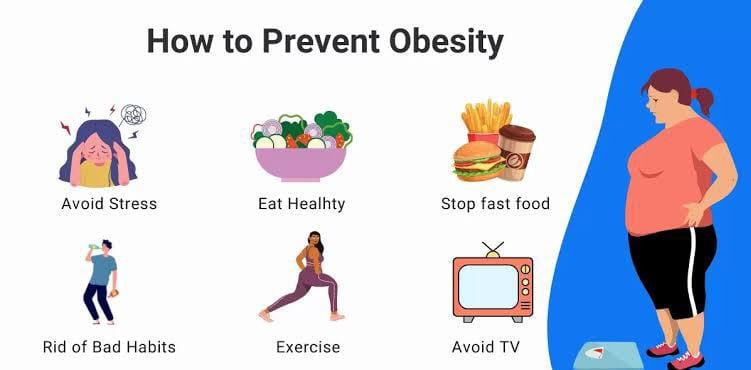 How to Prevent Obesity
Avoid Stress
Eat Healhty
Stop fast food
Rid of Bad Habits
Exercise
Avoid TV